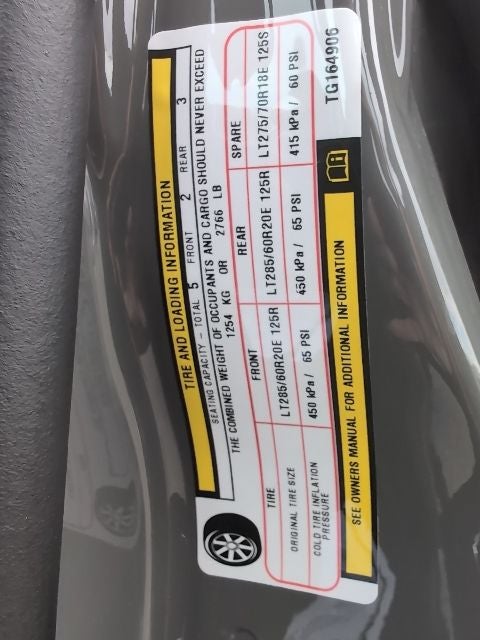 TIRE AND LOADING INFORMATION
SEATING CAPACITY - TOTAL 5 FRONT 2 REAR 3
THE COMBINED WEIGHT OF OCCUPANTS AND CARGO SHOULD NEVER EXCEED
1254 KG OR 2766 LB
TIRE FRONT REAR SPARE
ORIGINAL TIRE SIZE LT285/60R20E 125R LT285/60R20E 125R LT275/70R18E 125S
COLD TIRE INFLATION PRESSURE 450 kPa / 65 PSI 450 kPa / 65 PSI 415 kPa / 60 PSI
SEE OWNERS MANUAL FOR ADDITIONAL INFORMATION
TG164906